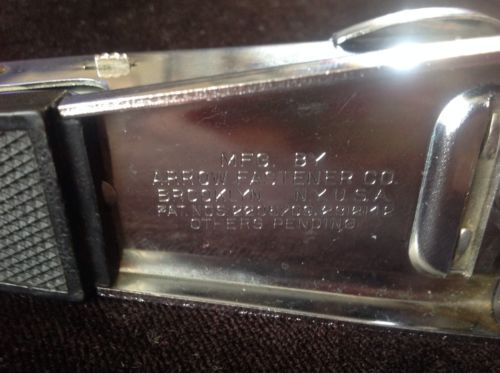 MFG. BY
ARROW FASTENER CO.
BROOKLYN N.Y. U.S.A.
PAT. NOS.
OTHERS PENDING